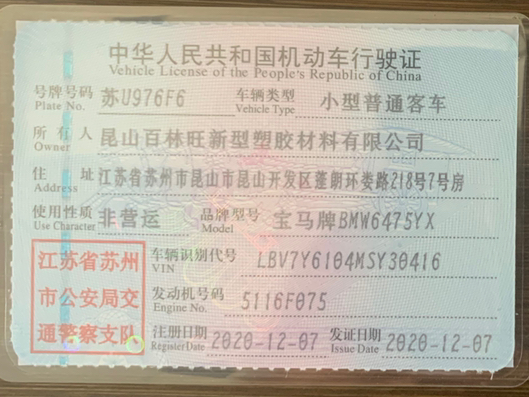 中华人民共和国机动车行驶证
Vehicle License of the People's Republic of China
号牌号码 苏U976F6 车辆类型 小型普通客车
Plate No. Vehicle Type
所有人 昆山百林旺新型塑胶材料有限公司
Owner
住址 江苏省苏州市昆山市昆山开发区蓬朗环娄路218号7号房
Address
使用性质 非营运 品牌型号 宝马牌BMW6475YX
Use Character Model
江苏省苏州
市公安局交
通警察支队
车辆识别代号 LBV7Y6104MSY30416
VIN
发动机号码 5116F075
Engine No.
注册日期 2020-12-07 发证日期 2020-12-07
Register Date Issue Date